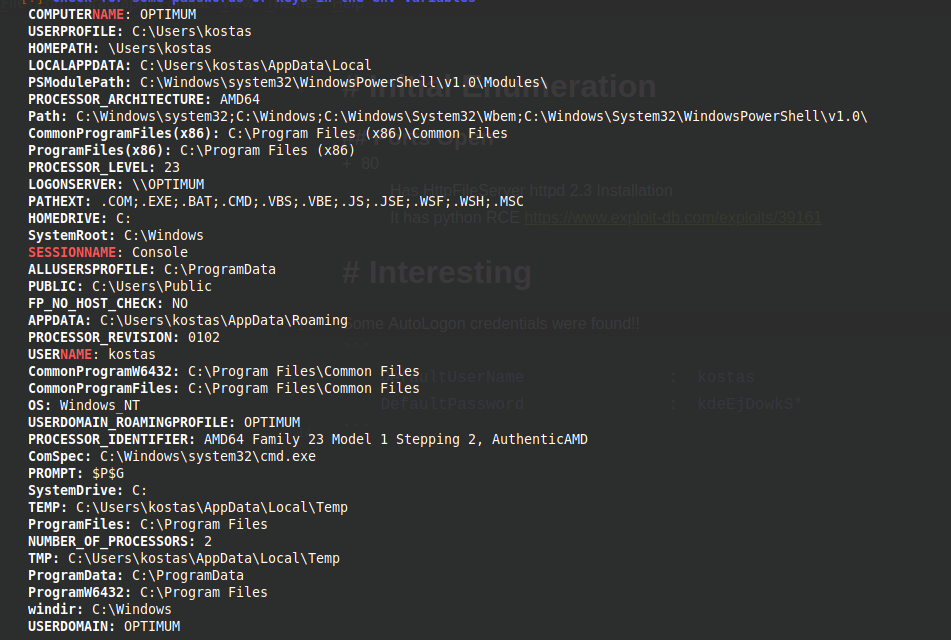 [+] Check for some passwords or keys in the env variables
COMPUTERNAME: OPTIMUM
USERPROFILE: C:\Users\kostas
HOMEPATH: \Users\kostas
LOCALAPPDATA: C:\Users\kostas\AppData\Local
PSModulePath: C:\Windows\system32\WindowsPowerShell\v1.0\Modules\
# Initial Enumeration
PROCESSOR_ARCHITECTURE: AMD64
Path: C:\Windows\system32;C:\Windows;C:\Windows\System32\Wbem;C:\Windows\System32\WindowsPowerShell\v1.0\
CommonProgramFiles(x86): C:\Program Files (x86)\Common Files
## Ports Open
ProgramFiles(x86): C:\Program Files (x86)
+ 80
PROCESSOR_LEVEL: 23
LOGONSERVER: \\OPTIMUM
Has HttpFileServer httpd 2.3 Installation
PATHEXT: .COM;.EXE;.BAT;.CMD;.VBS;.VBE;.JS;.JSE;.WSF;.WSH;.MSC
HOMEDRIVE: C:
It has python RCE https://www.exploit-db.com/exploits/39161
SystemRoot: C:\Windows
SESSIONNAME: Console
ALLUSERSPROFILE: C:\ProgramData
# Interesting
PUBLIC: C:\Users\Public
FP_NO_HOST_CHECK: NO
APPDATA: C:\Users\kostas\AppData\Roaming
Some AutoLogon credentials were found!!
PROCESSOR_REVISION: 0102
USERNAME: kostas
CommonProgramW6432: C:\Program Files\Common Files
DefaultUserName : kostas
CommonProgramFiles: C:\Program Files\Common Files
OS: Windows_NT
DefaultPassword : kdeEjDowkS*
USERDOMAIN_ROAMINGPROFILE: OPTIMUM
PROCESSOR_IDENTIFIER: AMD64 Family 23 Model 1 Stepping 2, AuthenticAMD
ComSpec: C:\Windows\system32\cmd.exe
PROMPT: $P$G
SystemDrive: C:
TEMP: C:\Users\kostas\AppData\Local\Temp
ProgramFiles: C:\Program Files
NUMBER_OF_PROCESSORS: 2
TMP: C:\Users\kostas\AppData\Local\Temp
ProgramData: C:\ProgramData
ProgramW6432: C:\Program Files
windir: C:\Windows
USERDOMAIN: OPTIMUM